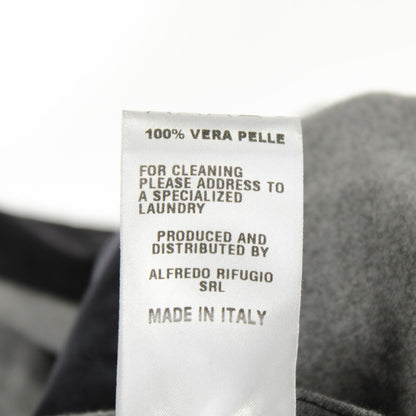 100% VERA PELLE
FOR CLEANING
PLEASE ADDRESS TO
A SPECIALIZED
LAUNDRY
PRODUCED AND
DISTRIBUTED BY
ALFREDO RIFUGIO
SRL
MADE IN ITALY